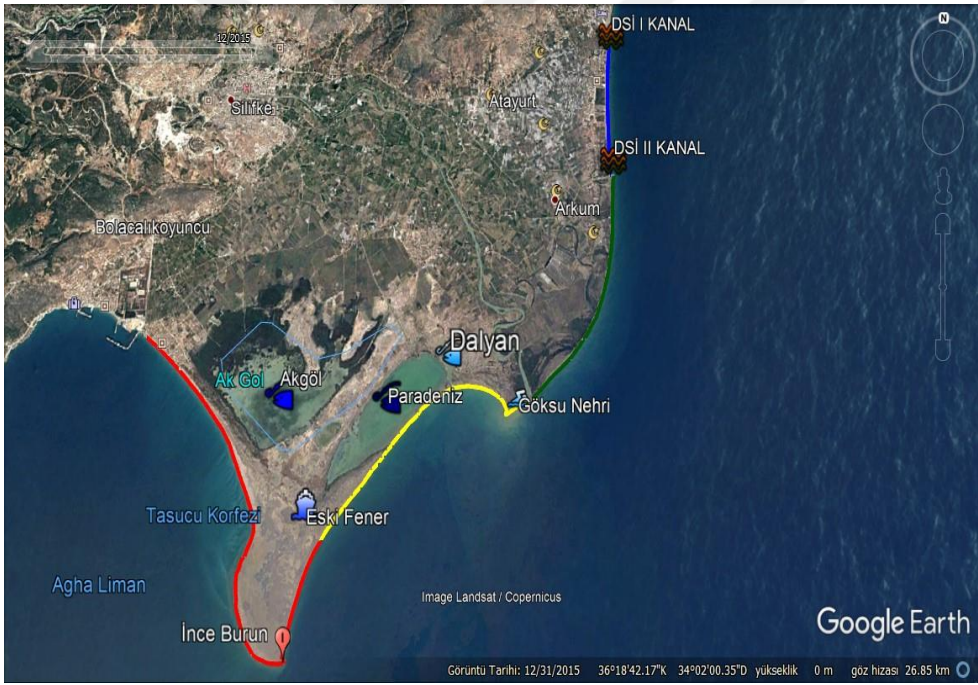 12/2015
N
DSİ I KANAL
Silifke
Atayurt
DSİ II KANAL
Arkum
Bolacalıkoyuncu
Dalyan
Ak Gol
Akgöl
Paradeniz
Göksu Nehri
Tasucu Korfezi
Eski Fener
Agha Liman
Image Landsat / Copernicus
İnce Burun
Google Earth
Görüntü Tarihi: 12/31/2015 36°18'42.17"K 34°02'00.35"D yükseklik 0 m göz hizası 26.85 km